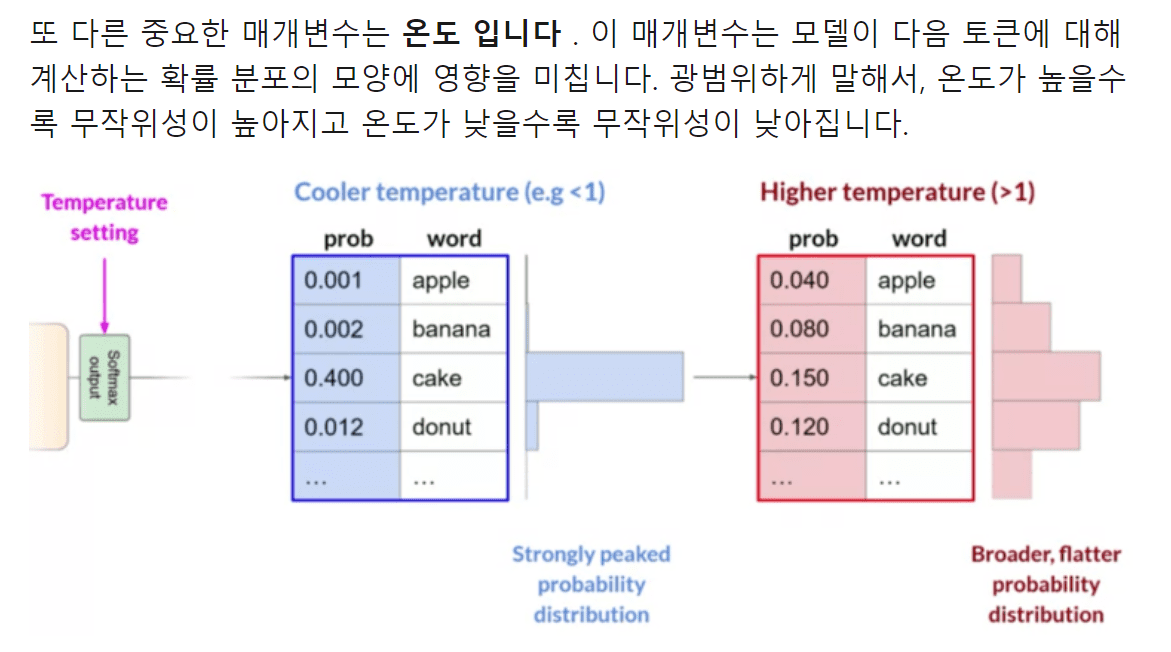 또 다른 중요한 매개변수는 온도 입니다 . 이 매개변수는 모델이 다음 토큰에 대해
계산하는 확률 분포의 모양에 영향을 미칩니다. 광범위하게 말해서, 온도가 높을수
록 무작위성이 높아지고 온도가 낮을수록 무작위성이 낮아집니다.
Temperature
setting
Softmax
output
Cooler temperature (e.g <1)
prob word
0.001 apple
0.002 banana
0.400 cake
0.012 donut
... ...
Strongly peaked
probability
distribution
Higher temperature (>1)
prob word
0.040 apple
0.080 banana
0.150 cake
0.120 donut
... ...
Broader, flatter
probability
distribution